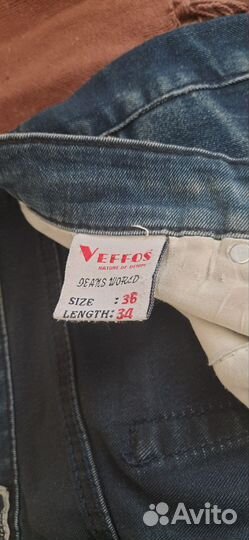 VEFFOS
NATURE OF DENIM
JEANS WORLD
SIZE : 36
LENGTH: 34
Avito